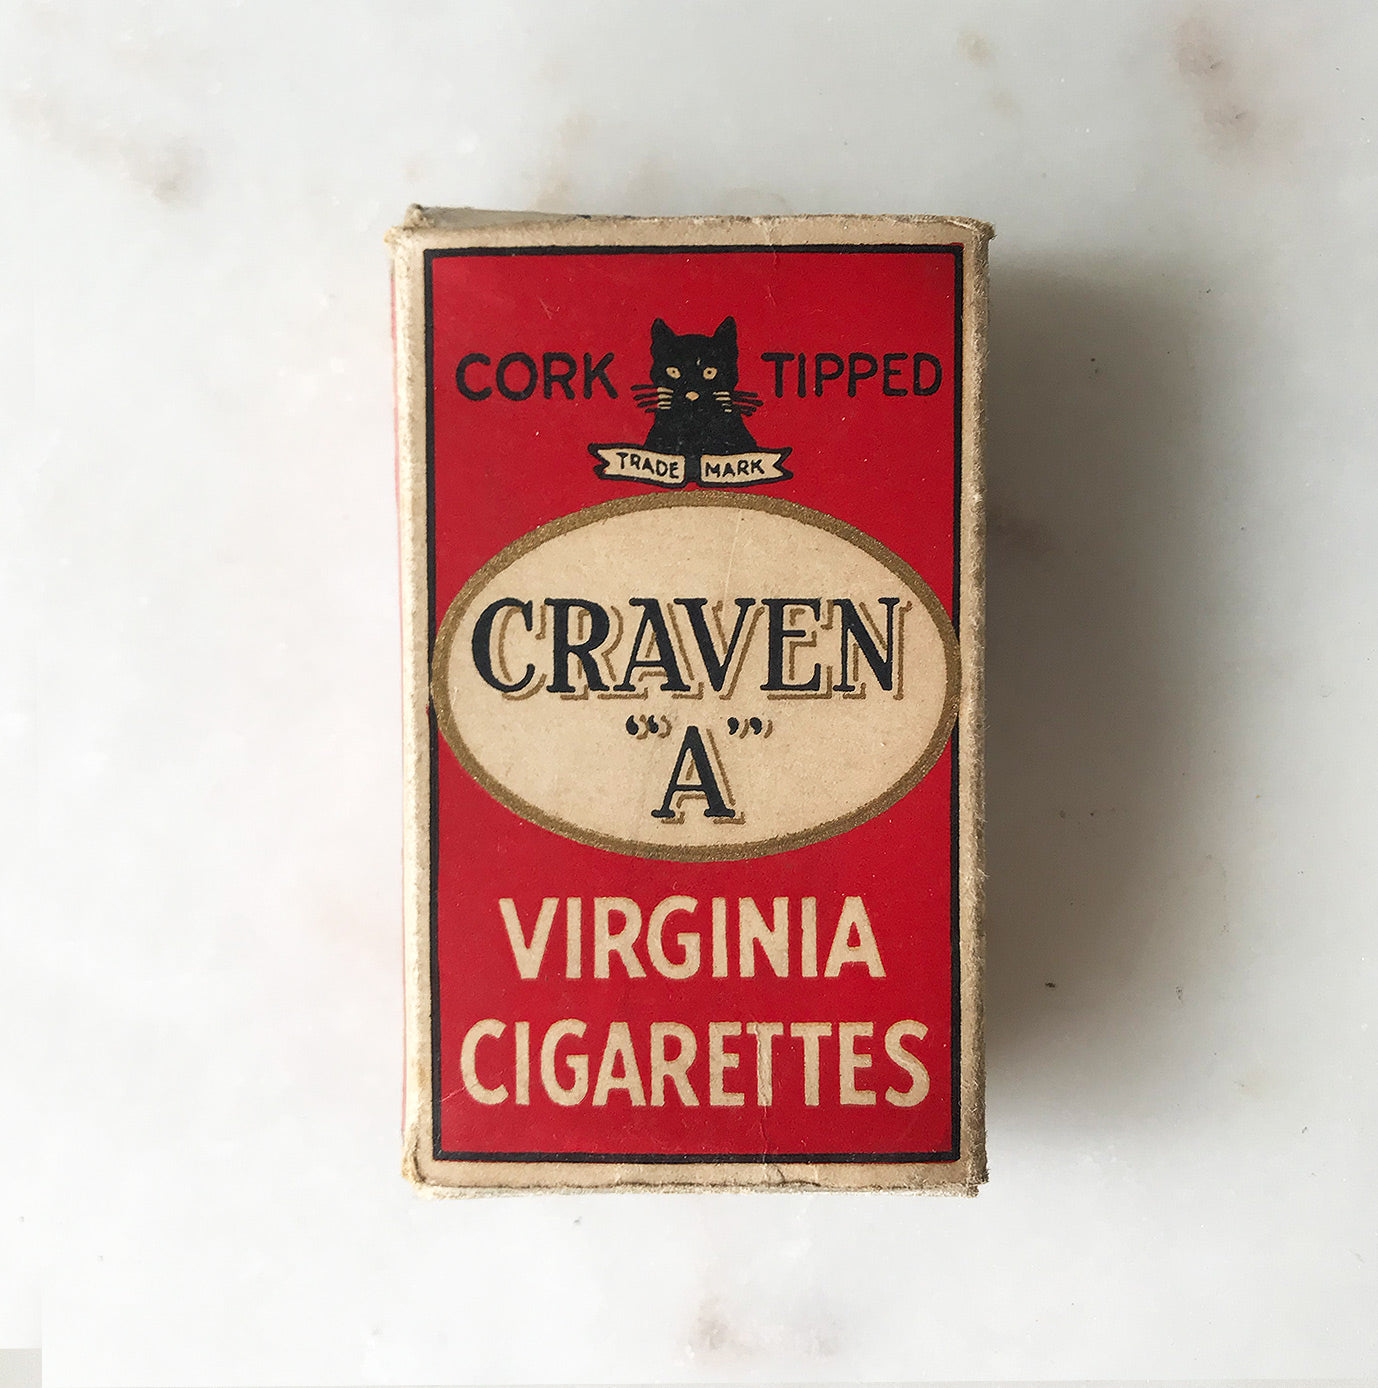 CORK TIPPED
TRADE MARK
CRAVEN
“A”
VIRGINIA
CIGARETTES